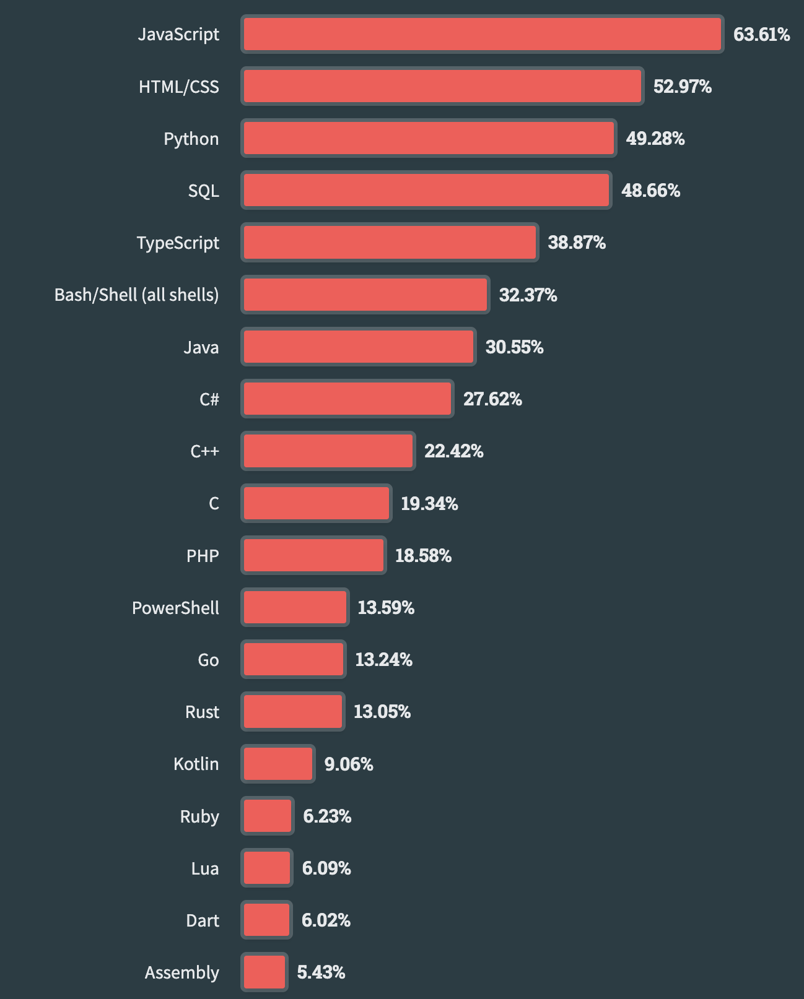 JavaScript 63.61%
HTML/CSS 52.97%
Python 49.28%
SQL 48.66%
TypeScript 38.87%
Bash/Shell (all shells) 32.37%
Java 30.55%
C# 27.62%
C++ 22.42%
C 19.34%
PHP 18.58%
PowerShell 13.59%
Go 13.24%
Rust 13.05%
Kotlin 9.06%
Ruby 6.23%
Lua 6.09%
Dart 6.02%
Assembly 5.43%